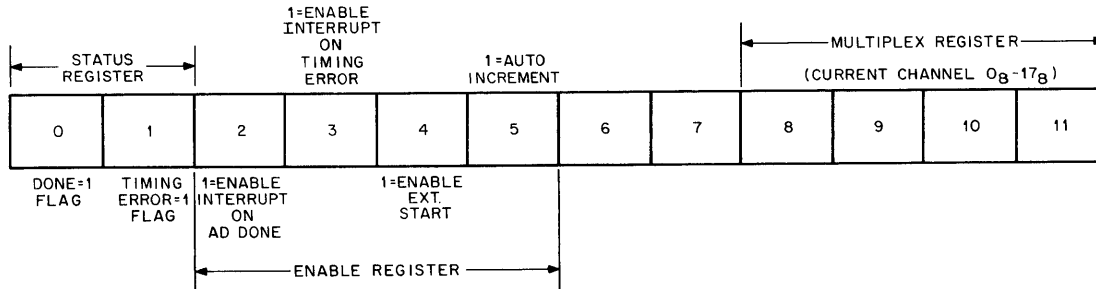 1=ENABLE
INTERRUPT
ON
TIMING
ERROR
STATUS
REGISTER
1=AUTO
INCREMENT
MULTIPLEX REGISTER
(CURRENT CHANNEL 0₈-17₈)
0 1 2 3 4 5 6 7 8 9 10 11
DONE=1
FLAG
TIMING
ERROR=1
FLAG
1=ENABLE
INTERRUPT
ON
AD DONE
1=ENABLE
EXT.
START
ENABLE REGISTER